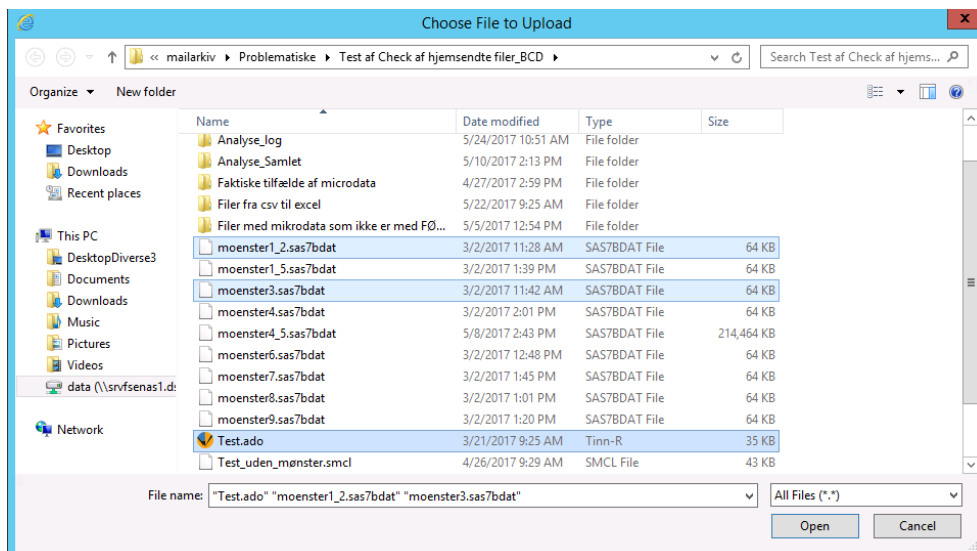 Choose File to Upload
x
« mailarkiv Problematiske Test af Check af hjemsendte filer_BCD
Search Test af Check af hjems...
Organize New folder
Name Date modified Type Size
Favorites
Desktop
Downloads
Recent places
This PC
DesktopDiverse3
Documents
Downloads
Music
Pictures
Videos
data (\\srvfsenas1.ds
Network
Analyse_log 5/24/2017 10:51 AM File folder
Analyse_Samlet 5/10/2017 2:13 PM File folder
Faktiske tilfælde af microdata 4/27/2017 2:59 PM File folder
Filer fra csv til excel 5/22/2017 9:25 AM File folder
Filer med mikrodata som ikke er med FØ... 5/5/2017 12:54 PM File folder
moenster1_2.sas7bdat 3/2/2017 11:28 AM SAS7BDAT File 64 KB
moenster1_5.sas7bdat 3/2/2017 1:39 PM SAS7BDAT File 64 KB
moenster3.sas7bdat 3/2/2017 11:42 AM SAS7BDAT File 64 KB
moenster4.sas7bdat 3/2/2017 2:01 PM SAS7BDAT File 64 KB
moenster4_5.sas7bdat 5/8/2017 2:43 PM SAS7BDAT File 214,464 KB
moenster6.sas7bdat 3/2/2017 12:48 PM SAS7BDAT File 64 KB
moenster7.sas7bdat 3/2/2017 1:45 PM SAS7BDAT File 64 KB
moenster8.sas7bdat 3/2/2017 1:01 PM SAS7BDAT File 64 KB
moenster9.sas7bdat 3/2/2017 1:20 PM SAS7BDAT File 64 KB
Test.ado 3/21/2017 9:25 AM Tinn-R 35 KB
Test_uden_mønster.smcl 4/26/2017 9:29 AM SMCL File 43 KB
File name: "Test.ado" "moenster1_2.sas7bdat" "moenster3.sas7bdat"
All Files (*.*)
Open Cancel